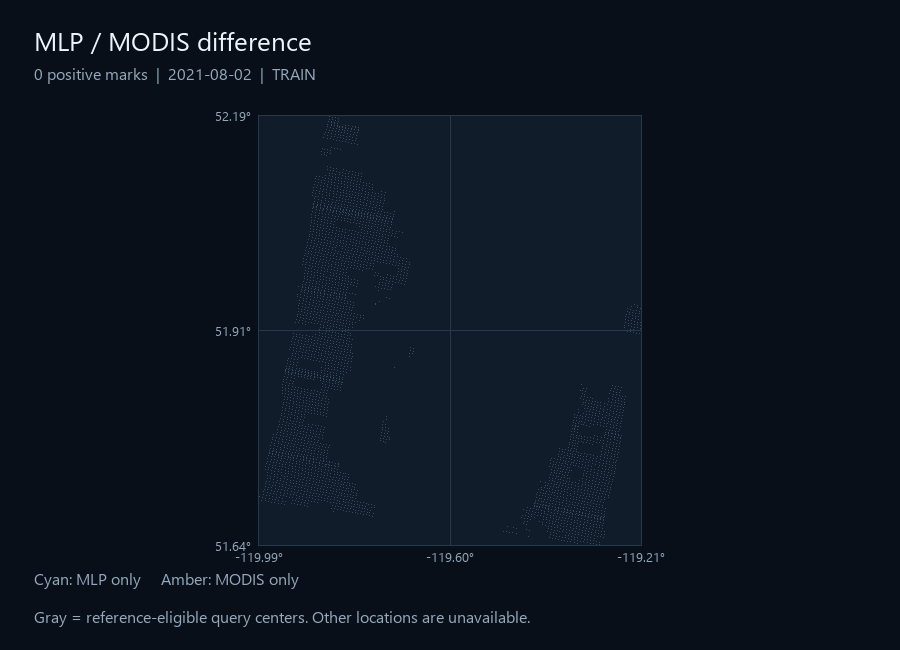 MLP / MODIS difference
0 positive marks | 2021-08-02 | TRAIN
52.19°
51.91°
51.64°
-119.99° -119.60° -119.21°
Cyan: MLP only Amber: MODIS only
Gray = reference-eligible query centers. Other locations are unavailable.